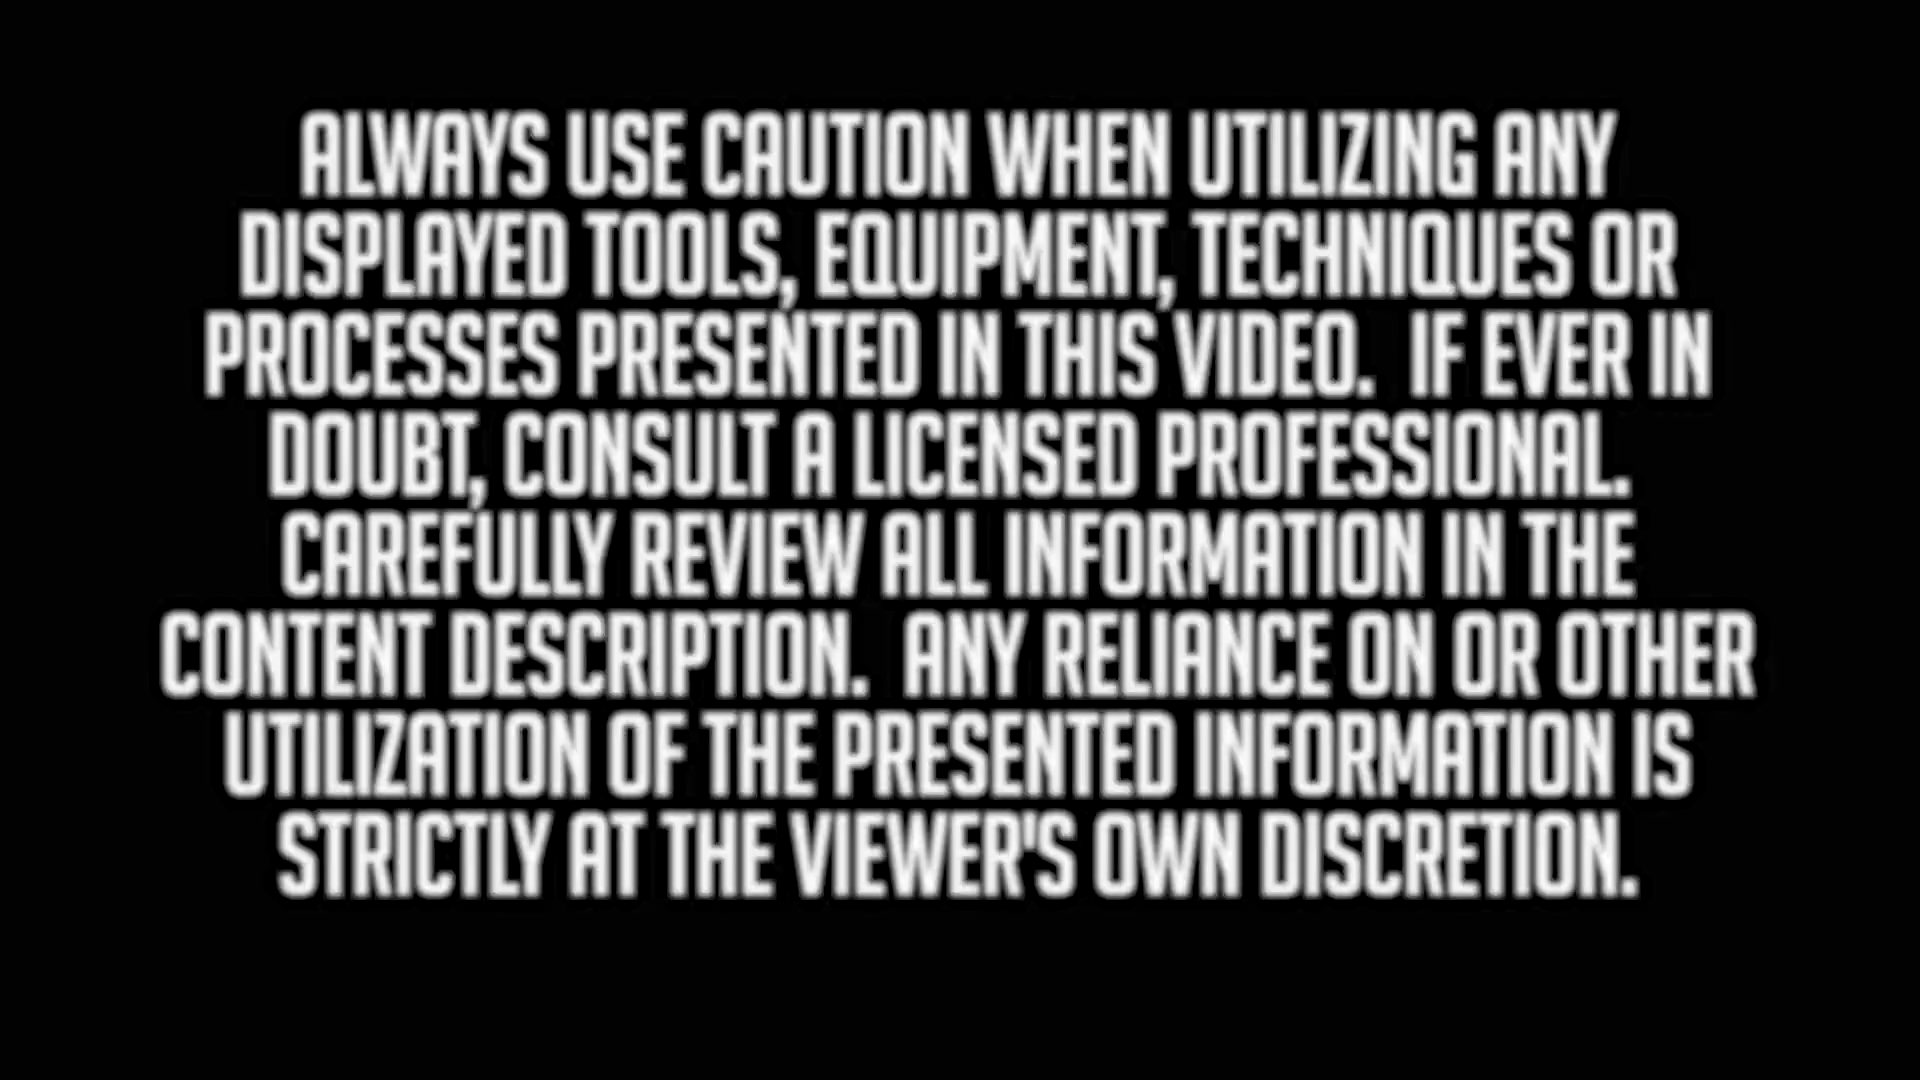 ALWAYS USE CAUTION WHEN UTILIZING ANY
DISPLAYED TOOLS, EQUIPMENT, TECHNIQUES OR
PROCESSES PRESENTED IN THIS VIDEO.  IF EVER IN
DOUBT, CONSULT A LICENSED PROFESSIONAL.
CAREFULLY REVIEW ALL INFORMATION IN THE
CONTENT DESCRIPTION.  ANY RELIANCE ON OR OTHER
UTILIZATION OF THE PRESENTED INFORMATION IS
STRICTLY AT THE VIEWER'S OWN DISCRETION.